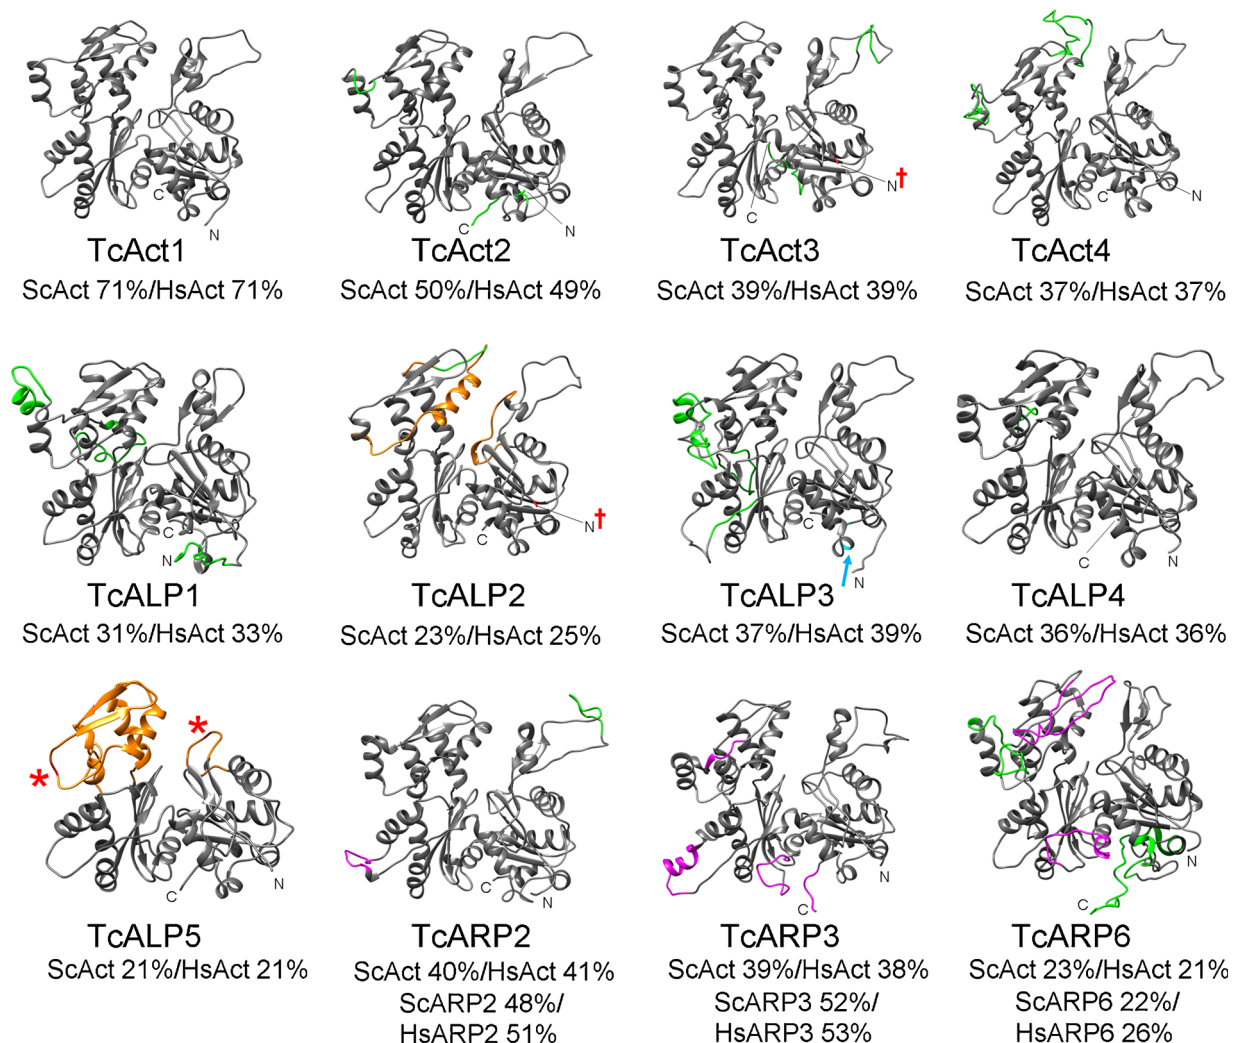 C
N
TcAct1
ScAct 71%/HsAct 71%
C
N
TcAct2
ScAct 50%/HsAct 49%
C
N†
TcAct3
ScAct 39%/HsAct 39%
C
N
TcAct4
ScAct 37%/HsAct 37%
C
N
TcALP1
ScAct 31%/HsAct 33%
C
N†
TcALP2
ScAct 23%/HsAct 25%
C
N
TcALP3
ScAct 37%/HsAct 39%
C
N
TcALP4
ScAct 36%/HsAct 36%
*
*
C
N
TcALP5
ScAct 21%/HsAct 21%
C
N
TcARP2
ScAct 40%/HsAct 41%
ScARP2 48%/
HsARP2 51%
C
N
TcARP3
ScAct 39%/HsAct 38%
ScARP3 52%/
HsARP3 53%
C
N
TcARP6
ScAct 23%/HsAct 21%
ScARP6 22%/
HsARP6 26%